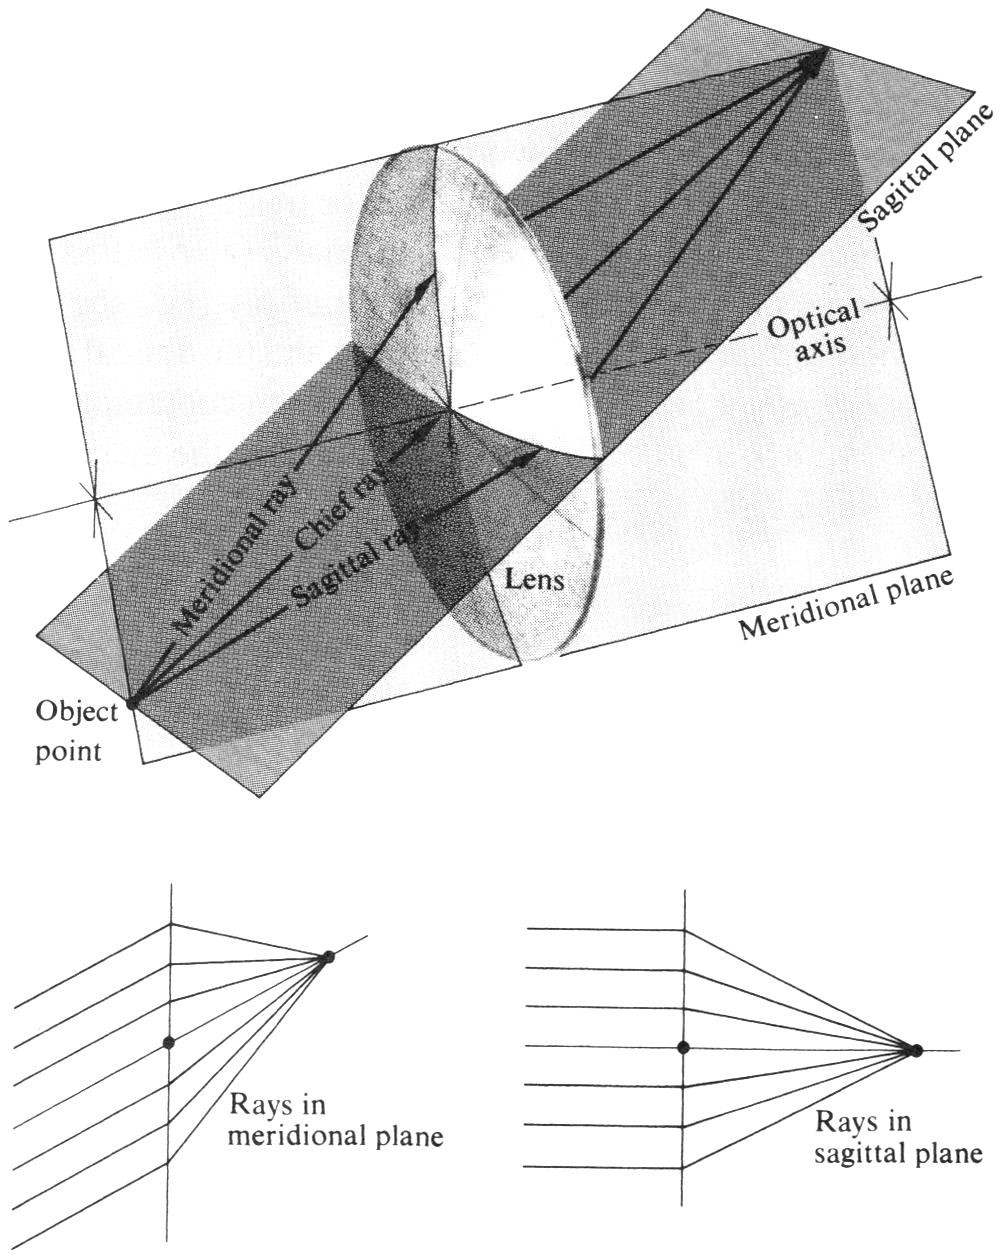 Sagittal plane
Optical
axis
Meridional ray
Chief ray
Sagittal ray
Lens
Meridional plane
Object
point
Rays in
meridional plane
Rays in
sagittal plane